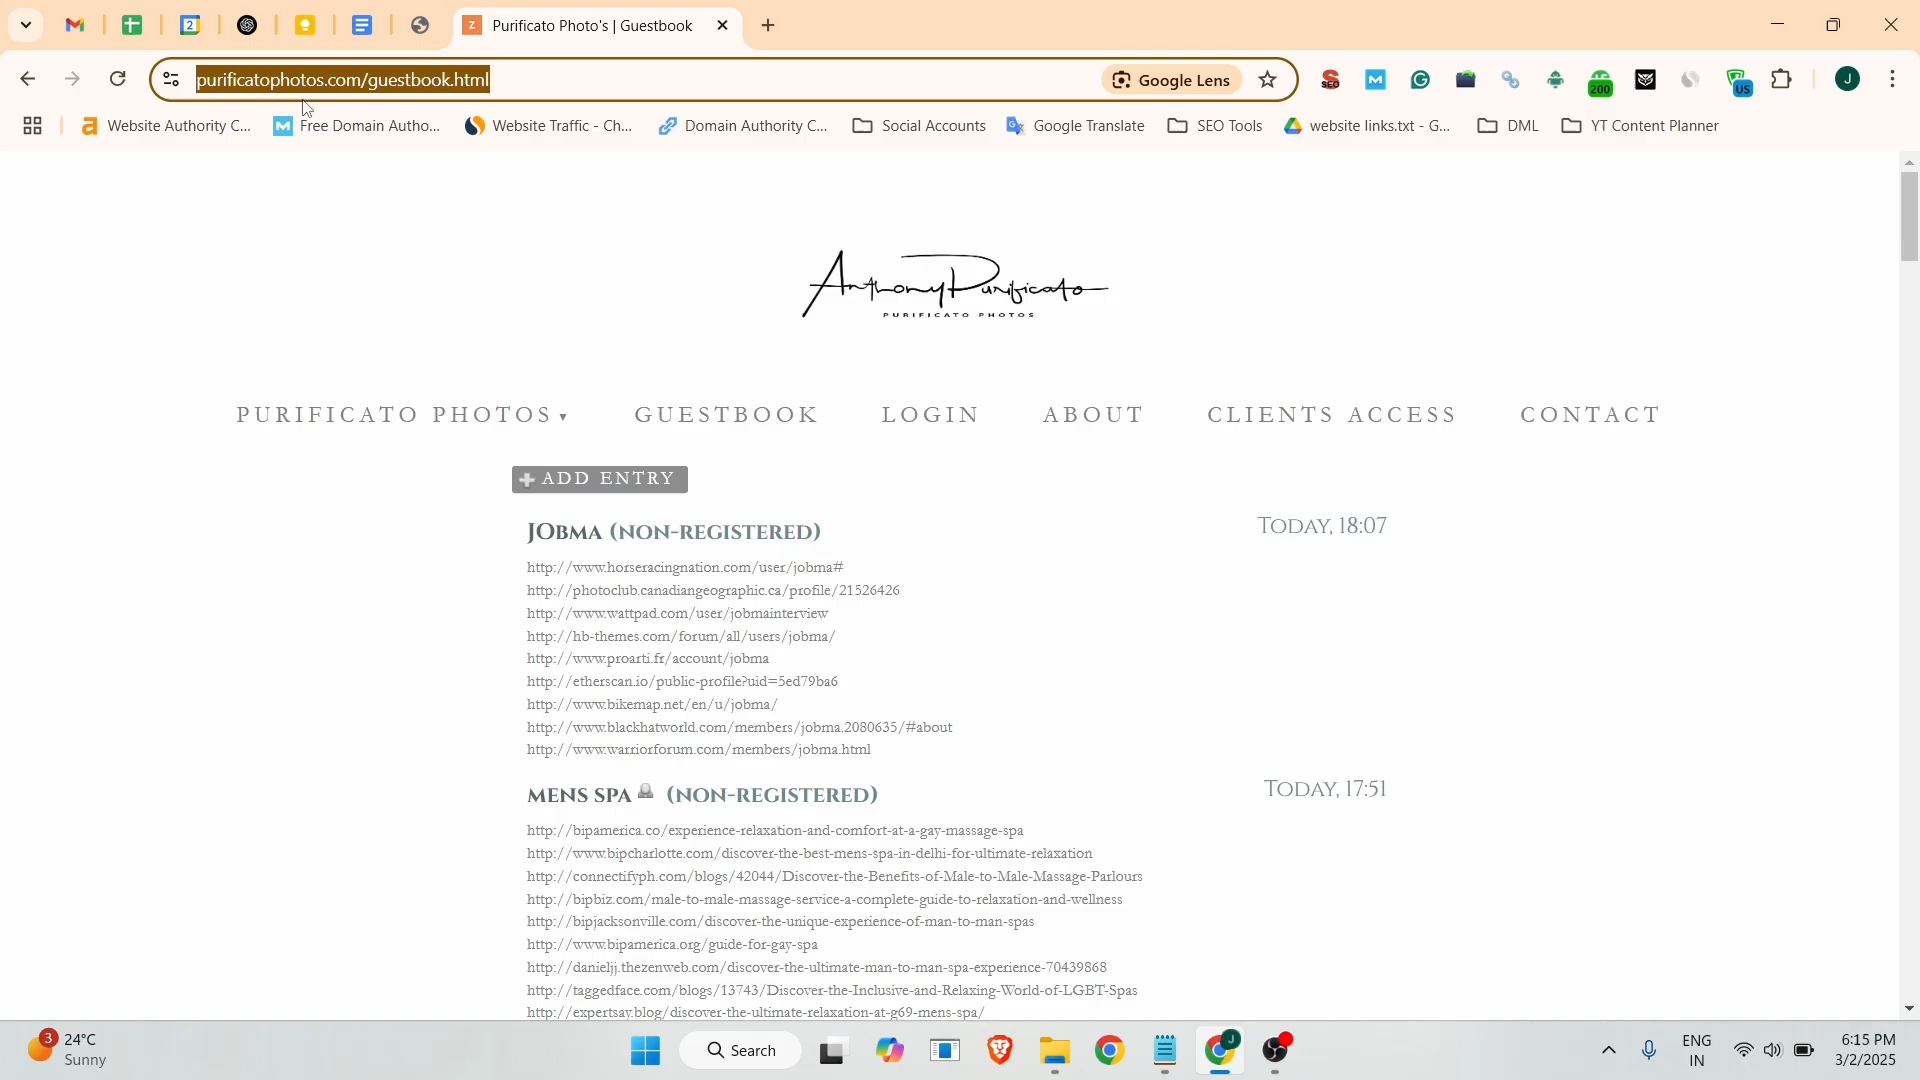 Purificato Photo's | Guestbook
purificatophotos.com/guestbook.html
Google Lens
SEO
200
US
J
Website Authority C...
Free Domain Autho...
Website Traffic - Ch...
Domain Authority C...
Social Accounts
Google Translate
SEO Tools
website links.txt - G...
DML
YT Content Planner
Anthony Purificato
PURIFICATO PHOTOS
PURIFICATO PHOTOS ▾
GUESTBOOK
LOGIN
ABOUT
CLIENTS ACCESS
CONTACT
ADD ENTRY
JObma (non-registered)
Today, 18:07
http://www.horseracingnation.com/user/jobma#
http://photoclub.canadiangeographic.ca/profile/21526426
http://www.wattpad.com/user/jobmainterview
http://hb-themes.com/forum/all/users/jobma/
http://www.proarti.fr/account/jobma
http://etherscan.io/public-profile?uid=5ed79ba6
http://www.bikemap.net/en/u/jobma/
http://www.blackhatworld.com/members/jobma.2080635/#about
http://www.warriorforum.com/members/jobma.html
mens spa (non-registered)
Today, 17:51
http://bipamerica.co/experience-relaxation-and-comfort-at-a-gay-massage-spa
http://www.bipcharlotte.com/discover-the-best-mens-spa-in-delhi-for-ultimate-relaxation
http://connectifyph.com/blogs/42044/Discover-the-Benefits-of-Male-to-Male-Massage-Parlours
http://bipbiz.com/male-to-male-massage-service-a-complete-guide-to-relaxation-and-wellness
http://bipjacksonville.com/discover-the-unique-experience-of-man-to-man-spas
http://www.bipamerica.org/guide-for-gay-spa
http://danieljj.thezenweb.com/discover-the-ultimate-man-to-man-spa-experience-70439868
http://taggedface.com/blogs/13743/Discover-the-Inclusive-and-Relaxing-World-of-LGBT-Spas
http://expertsay.blog/discover-the-ultimate-relaxation-at-g69-mens-spa/
3
24°C
Sunny
Search
J
ENG
IN
6:15 PM
3/2/2025